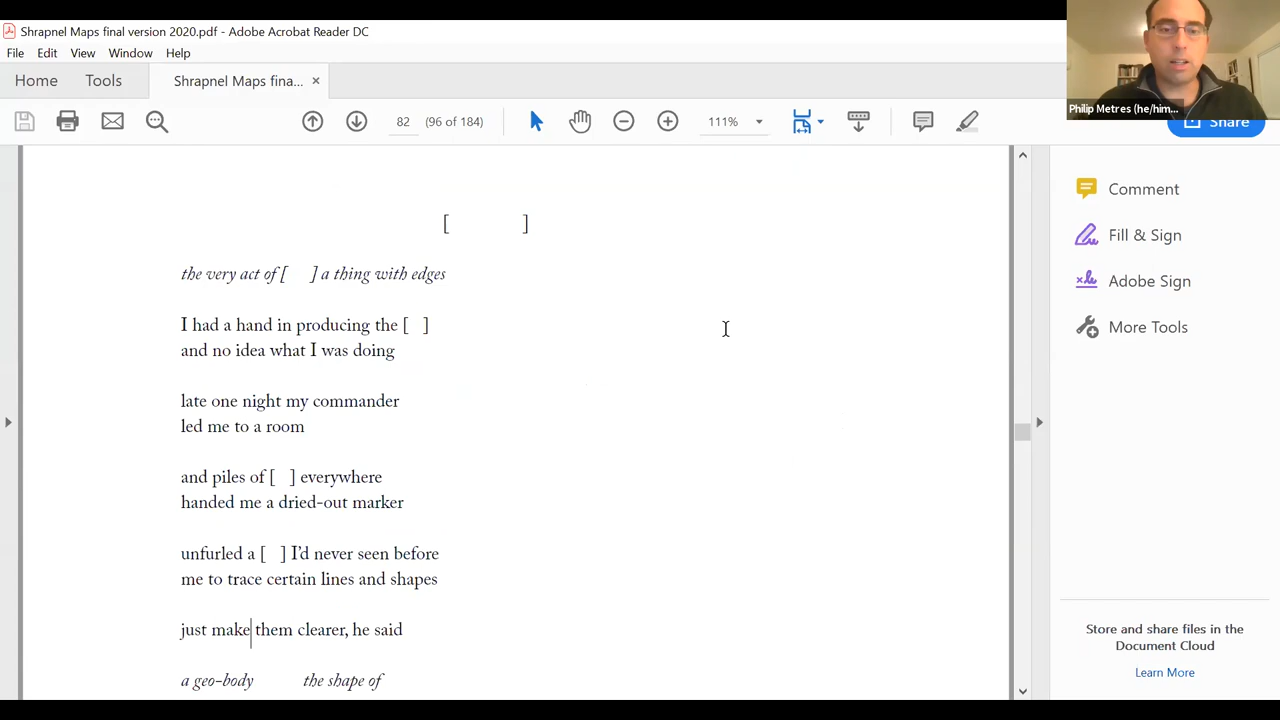 Shrapnel Maps final version 2020.pdf - Adobe Acrobat Reader DC
File Edit View Window Help
Home Tools Shrapnel Maps fina... ×
82 (96 of 184) 111%
Philip Metres (he/him...
Share
[ ]
the very act of [ ] a thing with edges
I had a hand in producing the [ ]
and no idea what I was doing
late one night my commander
led me to a room
and piles of [ ] everywhere
handed me a dried-out marker
unfurled a [ ] I'd never seen before
me to trace certain lines and shapes
just make them clearer, he said
a geo-body the shape of
Comment
Fill & Sign
Adobe Sign
More Tools
Store and share files in the
Document Cloud
Learn More